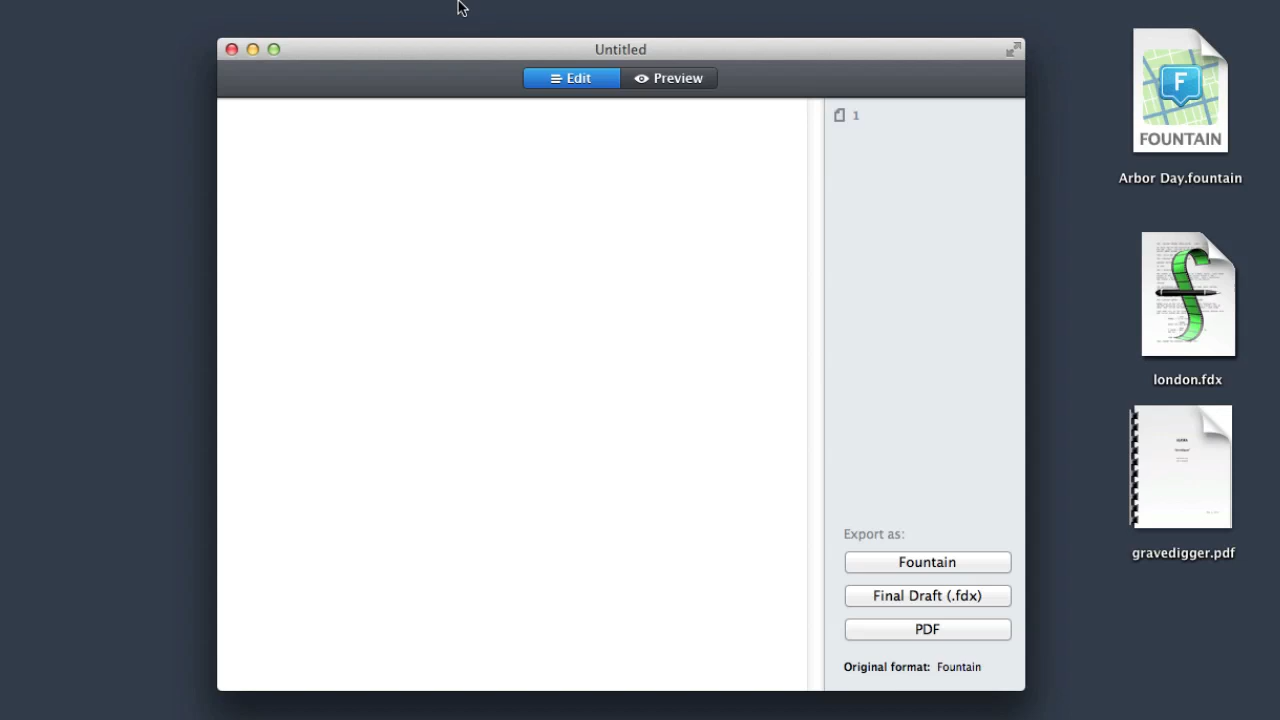 Untitled
Edit
Preview
1
Export as:
Fountain
Final Draft (.fdx)
PDF
Original format: Fountain
F
FOUNTAIN
Arbor Day.fountain
london.fdx
gravedigger.pdf